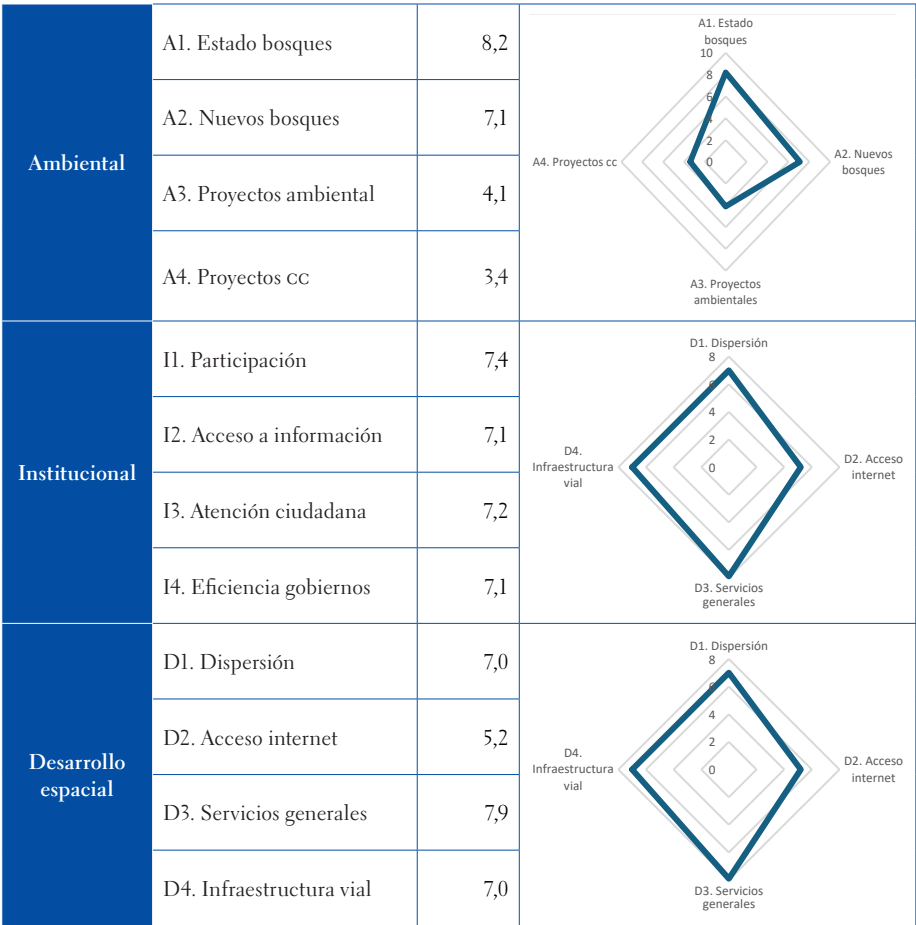 Ambiental
A1. Estado bosques
8,2
A2. Nuevos bosques
7,1
A3. Proyectos ambiental
4,1
A4. Proyectos CC
3,4
A1. Estado
bosques
10
8
6
4
2
0
A2. Nuevos
bosques
A3. Proyectos
ambientales
A4. Proyectos cc
Institucional
I1. Participación
7,4
I2. Acceso a información
7,1
I3. Atención ciudadana
7,2
I4. Eficiencia gobiernos
7,1
D1. Dispersión
8
6
4
2
0
D2. Acceso
internet
D3. Servicios
generales
D4.
Infraestructura
vial
Desarrollo
espacial
D1. Dispersión
7,0
D2. Acceso internet
5,2
D3. Servicios generales
7,9
D4. Infraestructura vial
7,0
D1. Dispersión
8
6
4
2
0
D2. Acceso
internet
D3. Servicios
generales
D4.
Infraestructura
vial